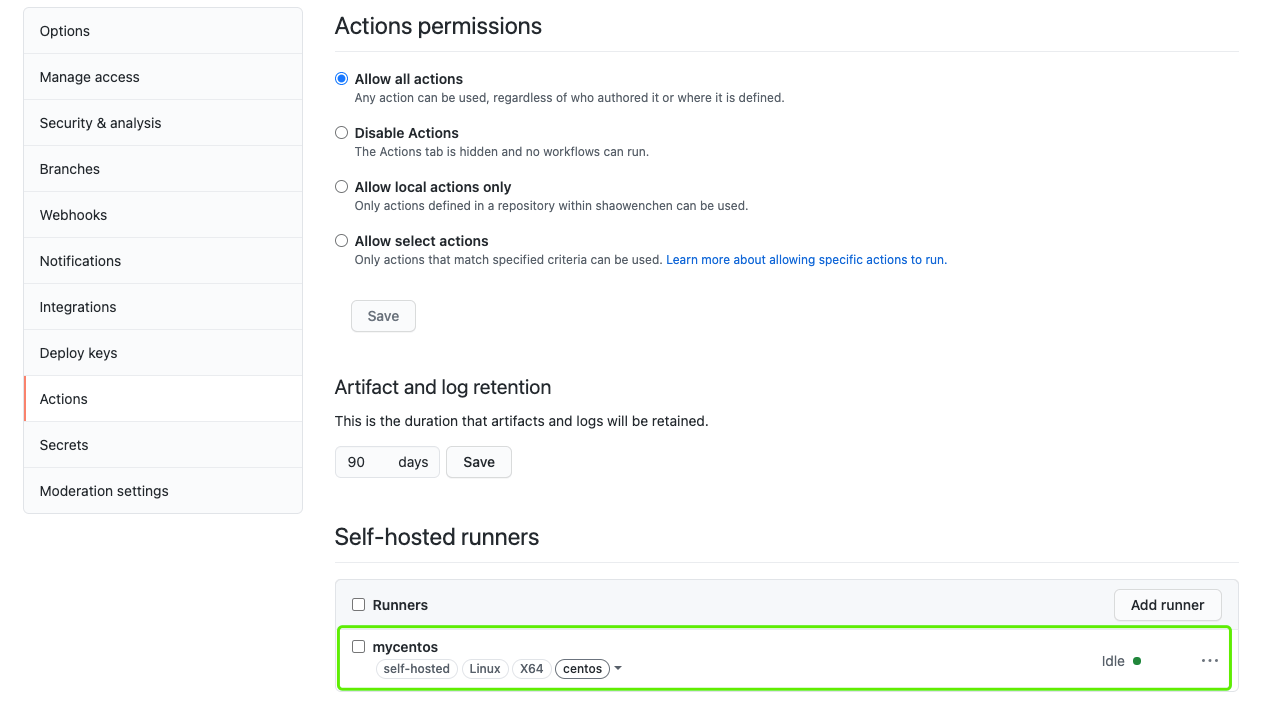 Options
Manage access
Security & analysis
Branches
Webhooks
Notifications
Integrations
Deploy keys
Actions
Secrets
Moderation settings
Actions permissions
Allow all actions
Any action can be used, regardless of who authored it or where it is defined.
Disable Actions
The Actions tab is hidden and no workflows can run.
Allow local actions only
Only actions defined in a repository within shaowenchen can be used.
Allow select actions
Only actions that match specified criteria can be used. Learn more about allowing specific actions to run.
Save
Artifact and log retention
This is the duration that artifacts and logs will be retained.
90 days Save
Self-hosted runners
Runners Add runner
mycentos
self-hosted Linux X64 centos Idle